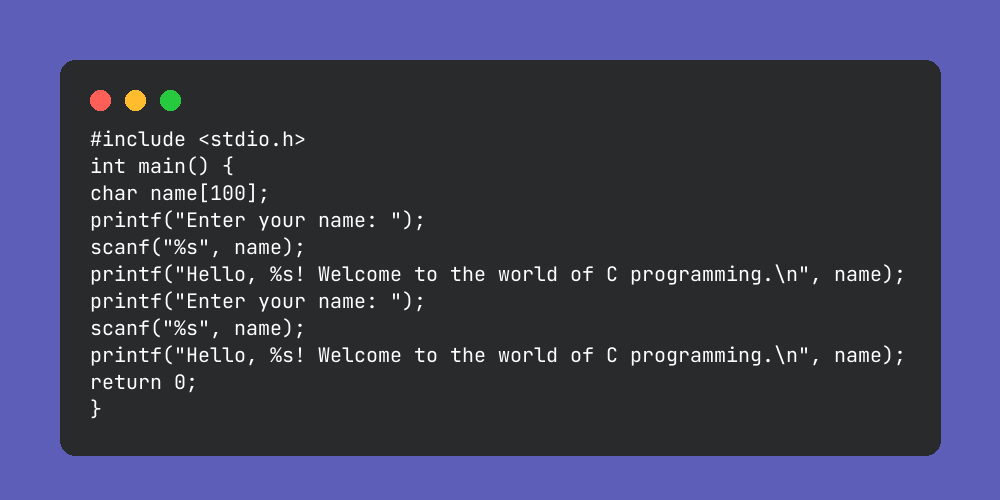 #include <stdio.h>
int main() {
char name[100];
printf("Enter your name: ");
scanf("%s", name);
printf("Hello, %s! Welcome to the world of C programming.\n", name);
printf("Enter your name: ");
scanf("%s", name);
printf("Hello, %s! Welcome to the world of C programming.\n", name);
return 0;
}